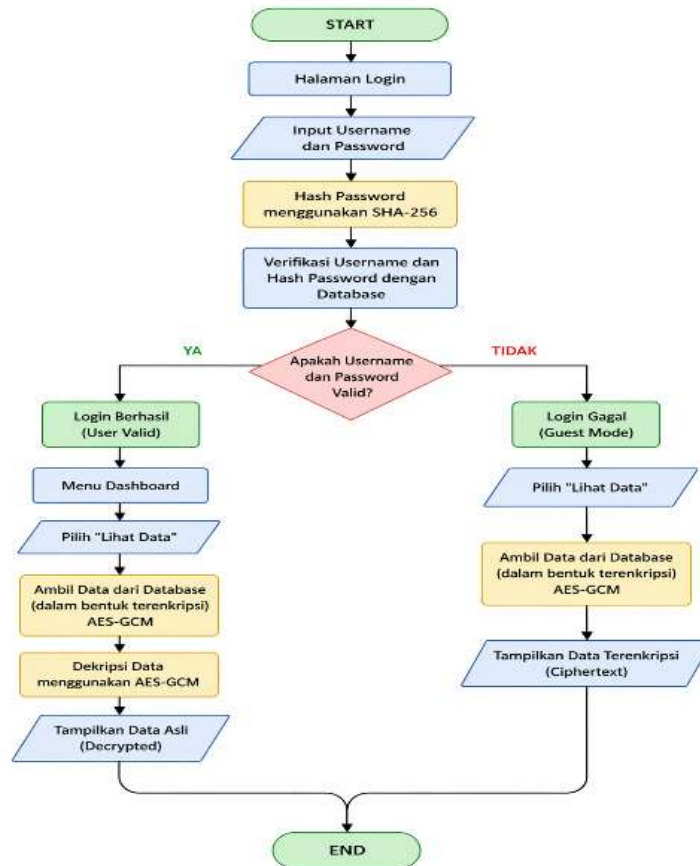 START
Halaman Login
Input Username
dan Password
Hash Password
menggunakan SHA-256
Verifikasi Username dan
Hash Password dengan
Database
Apakah Username
dan Password
Valid?
YA
TIDAK
Login Berhasil
(User Valid)
Menu Dashboard
Pilih "Lihat Data"
Ambil Data dari Database
(dalam bentuk terenkripsi)
AES-GCM
Dekripsi Data
menggunakan AES-GCM
Tampilkan Data Asli
(Decrypted)
Login Gagal
(Guest Mode)
Pilih "Lihat Data"
Ambil Data dari Database
(dalam bentuk terenkripsi)
AES-GCM
Tampilkan Data Terenkripsi
(Ciphertext)
END